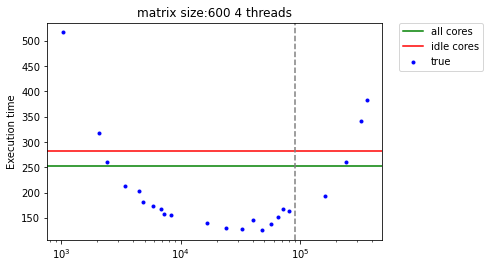 matrix size:600 4 threads
all cores
idle cores
true
Execution time
500
450
400
350
300
250
200
150
10³
10⁴
10⁵